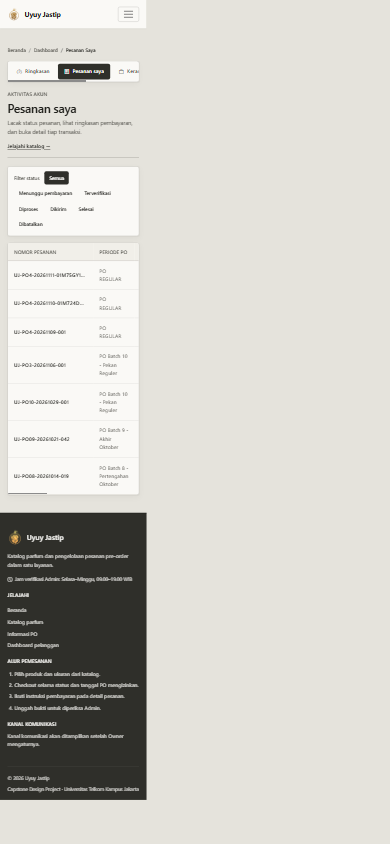 Uyuy Jastip
Beranda / Dashboard / Pesanan Saya
Ringkasan Pesanan saya Keran
AKTIVITAS AKUN
Pesanan saya
Lacak status pesanan, lihat ringkasan pembayaran,
dan buka detail tiap transaksi.
Jelajahi katalog →
Filter status Semua
Menunggu pembayaran Terverifikasi
Diproses Dikirim Selesai
Dibatalkan
NOMOR PESANAN PERIODE PO
UJ-PO4-20261111-01M75GY1... PO
REGULAR
UJ-PO4-20261110-01MT24D... PO
REGULAR
UJ-PO4-20261109-001 PO
REGULAR
UJ-PO3-20261106-001 PO Batch 10
- Pekan
Reguler
UJ-PO10-20261029-001 PO Batch 10
- Pekan
Reguler
UJ-PO09-20261021-042 PO Batch 9 -
Akhir
Oktober
UJ-PO08-20261014-019 PO Batch 8 -
Pertengahan
Oktober
Uyuy Jastip
Katalog parfum dan pengelolaan pesanan pre-order
dalam satu layanan.
Jam verifikasi Admin: Selasa–Minggu, 09.00–19.00 WIB
JELAJAHI
Beranda
Katalog parfum
Informasi PO
Dashboard pelanggan
ALUR PEMESANAN
1. Pilih produk dan ukuran dari katalog.
2. Checkout selama status dan tanggal PO mengizinkan.
3. Ikuti instruksi pembayaran pada detail pesanan.
4. Unggah bukti untuk diperiksa Admin.
KANAL KOMUNIKASI
Kanal komunikasi akan ditampilkan setelah Owner
mengaturnya.
© 2026 Uyuy Jastip
Capstone Design Project · Universitas Telkom Kampus Jakarta